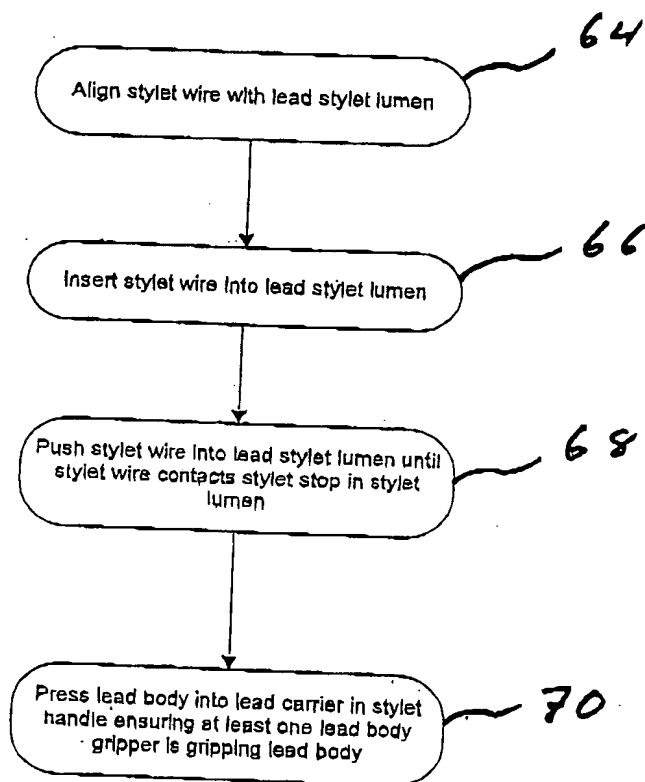 64
Align stylet wire with lead stylet lumen
66
Insert stylet wire into lead stylet lumen
68
Push stylet wire into lead stylet lumen until
stylet wire contacts stylet stop in stylet
lumen
70
Press lead body into lead carrier in stylet
handle ensuring at least one lead body
gripper is gripping lead body